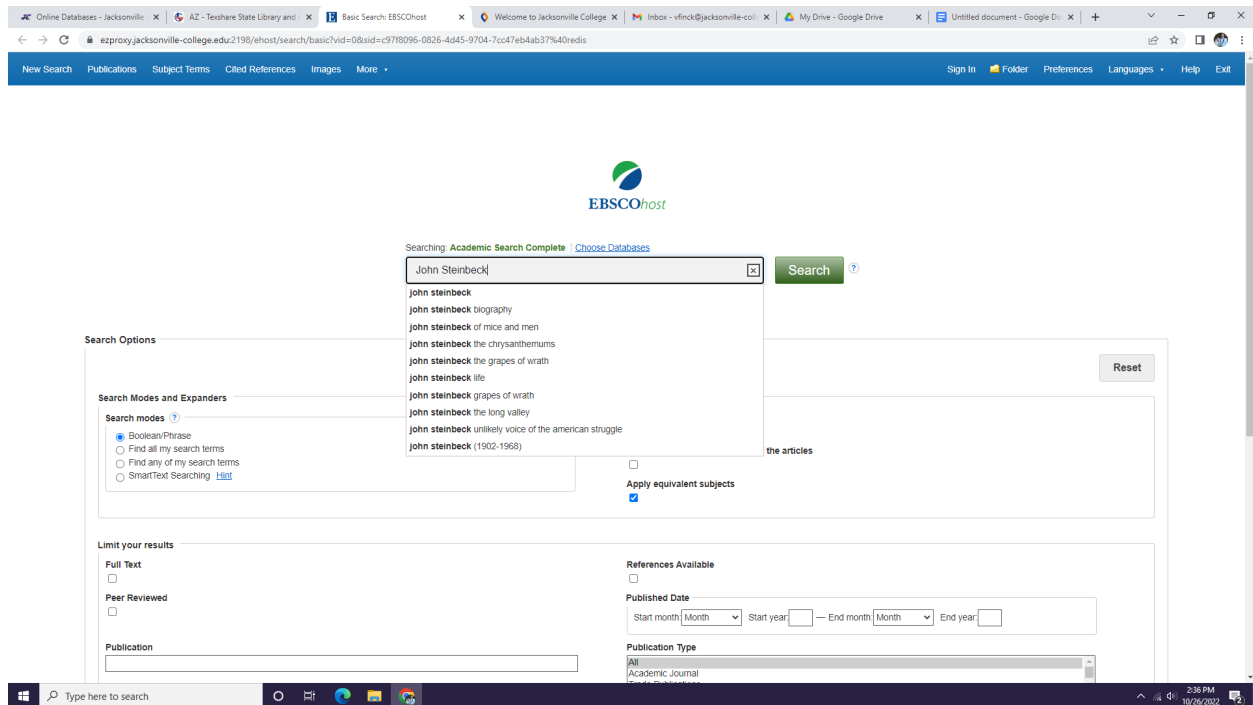 Online Databases - Jacksonville
AZ - Texshare State Library and
Basic Search: EBSCOhost
Welcome to Jacksonville College
Inbox - vfinck@jacksonville-coll
My Drive - Google Drive
Untitled document - Google Do
ezproxy.jacksonville-college.edu:2198/ehost/search/basic?vid=0&sid=c97f8096-0826-4d45-9704-7cc47eb4ab37%40redis
New Search Publications Subject Terms Cited References Images More
Sign In Folder Preferences Languages Help Exit
EBSCOhost
Searching: Academic Search Complete | Choose Databases
John Steinbeck
Search
?
john steinbeck
john steinbeck biography
john steinbeck of mice and men
john steinbeck the chrysanthemums
john steinbeck the grapes of wrath
john steinbeck life
john steinbeck grapes of wrath
john steinbeck the long valley
john steinbeck unlikely voice of the american struggle
john steinbeck (1902-1968)
Search Options
Reset
Search Modes and Expanders
Search modes ?
Boolean/Phrase
Find all my search terms
Find any of my search terms
SmartText Searching Hint
the articles
Apply equivalent subjects
Limit your results
Full Text
References Available
Peer Reviewed
Published Date
Start month: Month Start year: — End month: Month End year:
Publication
Publication Type
All
Academic Journal
Type here to search
2:36 PM
10/26/2022
2